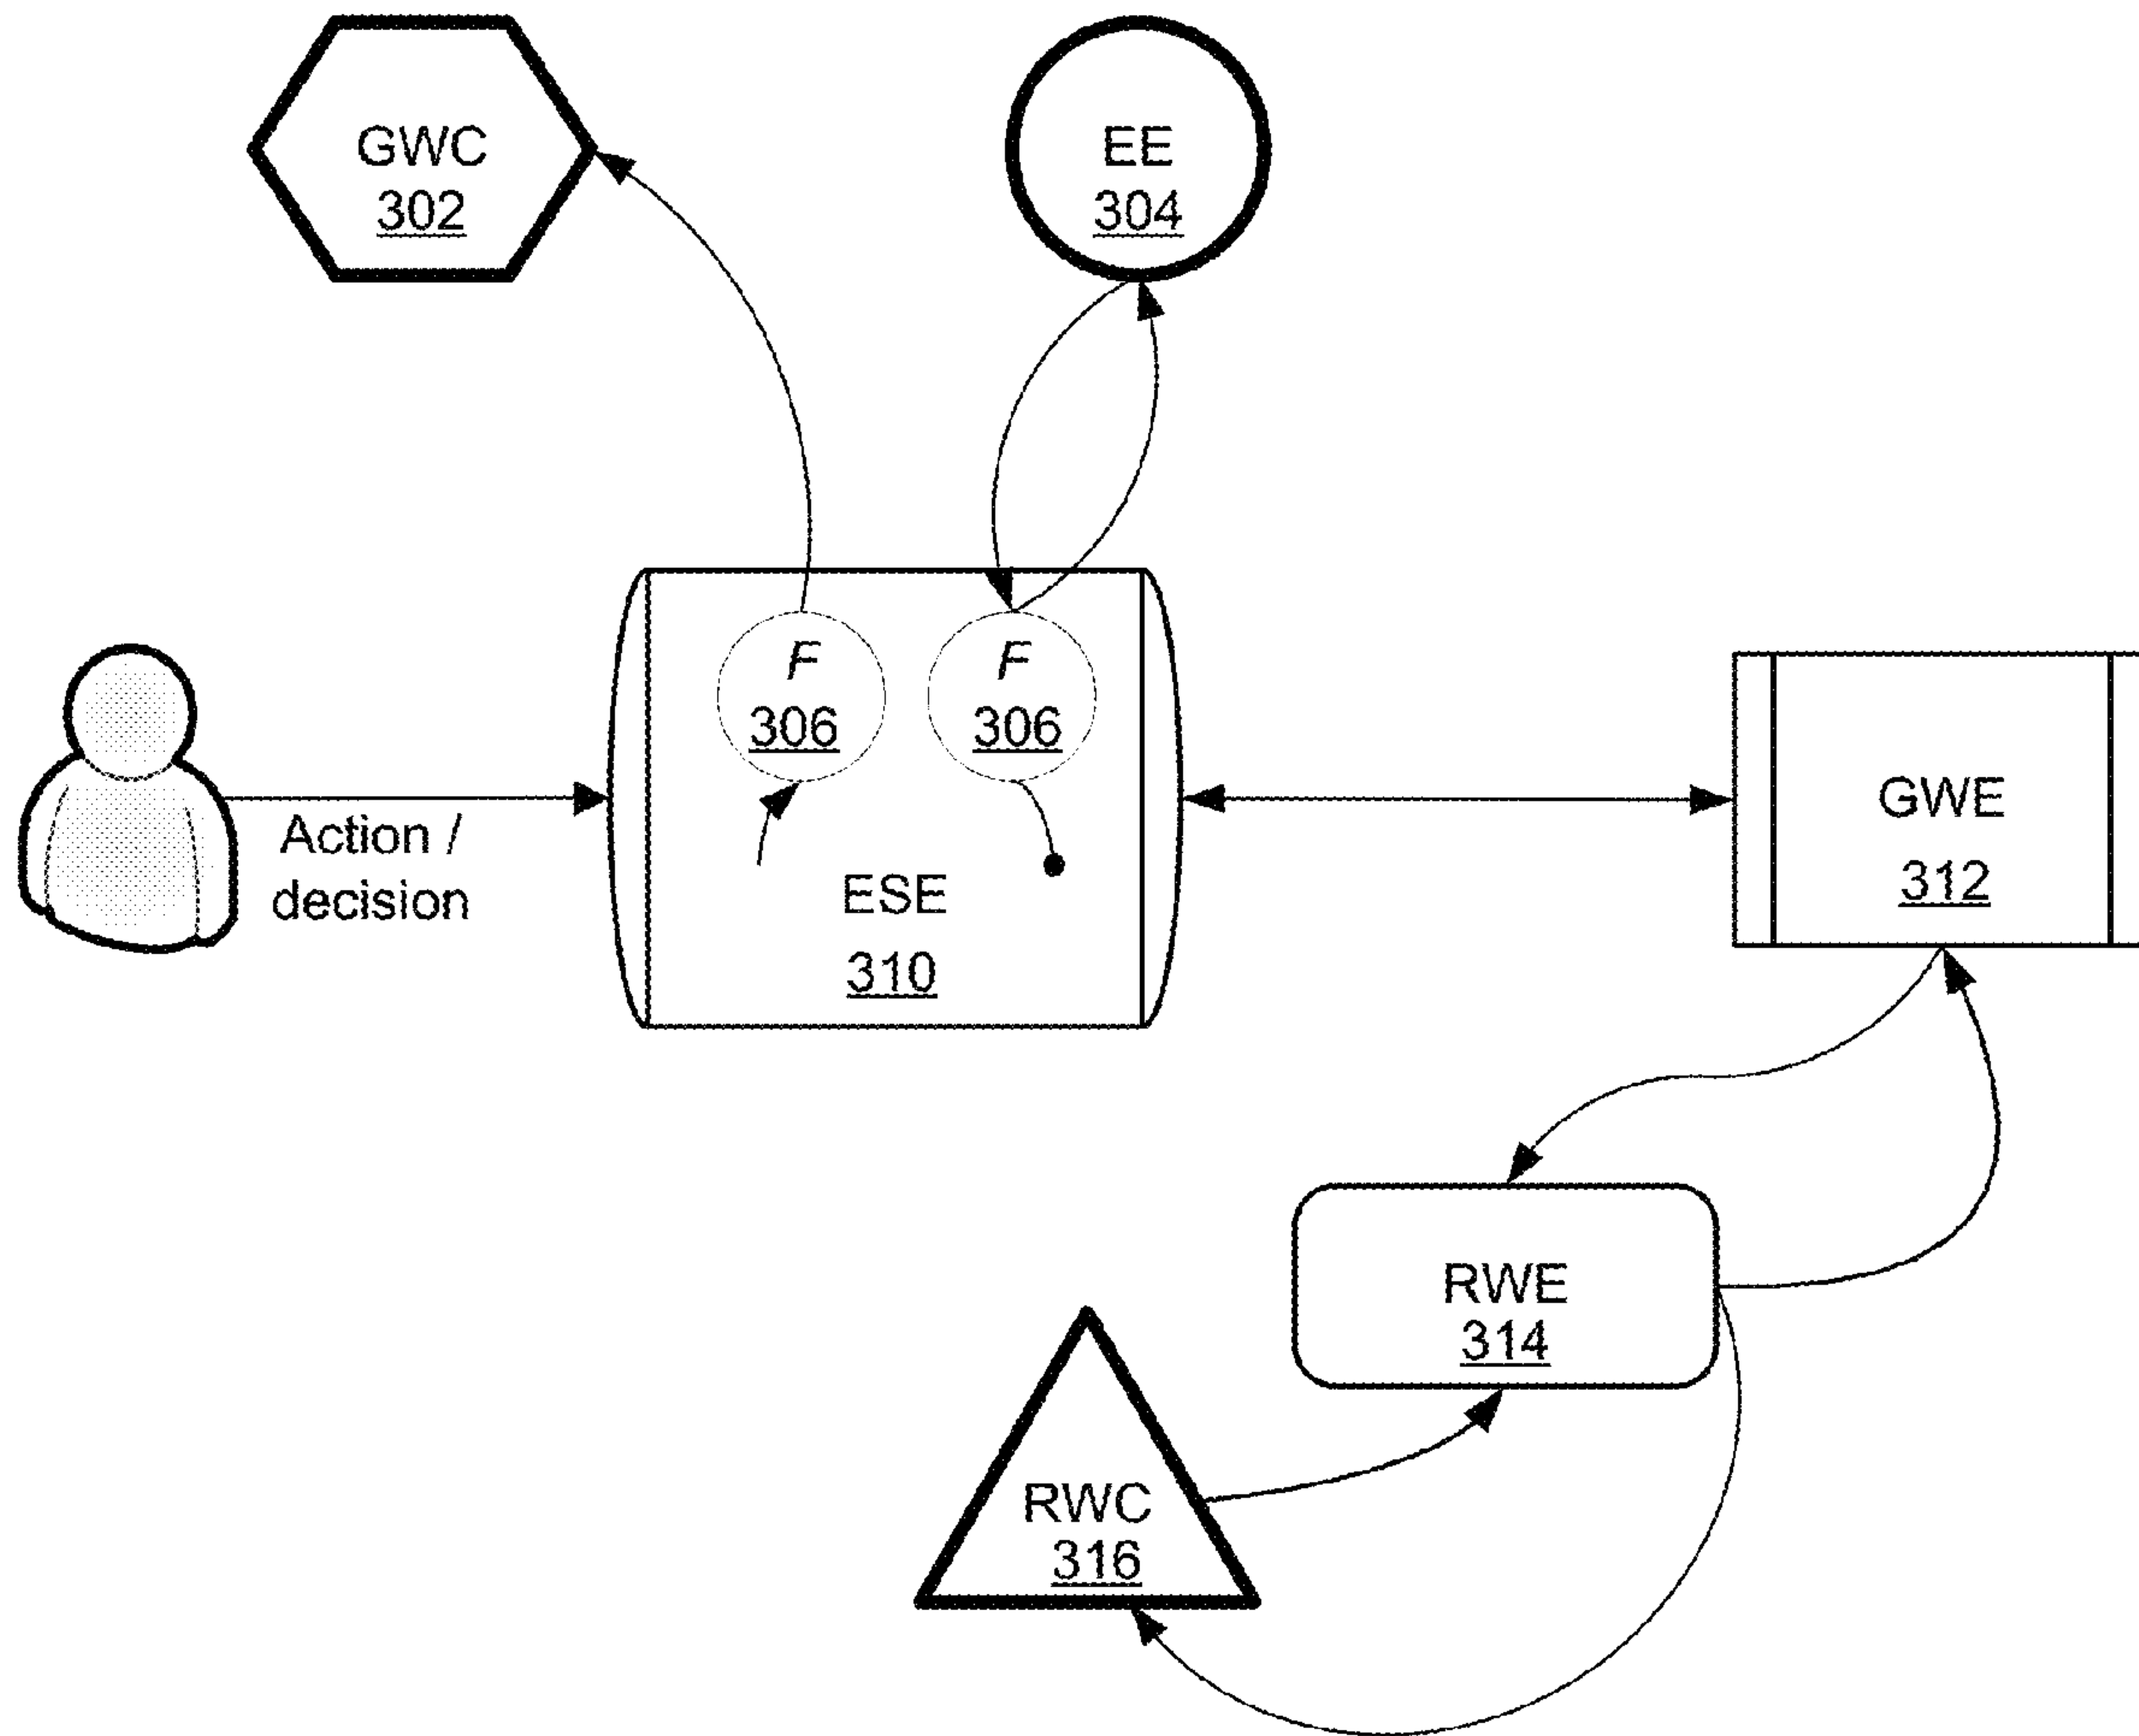 GWC
302
EE
304
F
306
F
306
Action /
decision
ESE
310
GWE
312
RWE
314
RWC
316